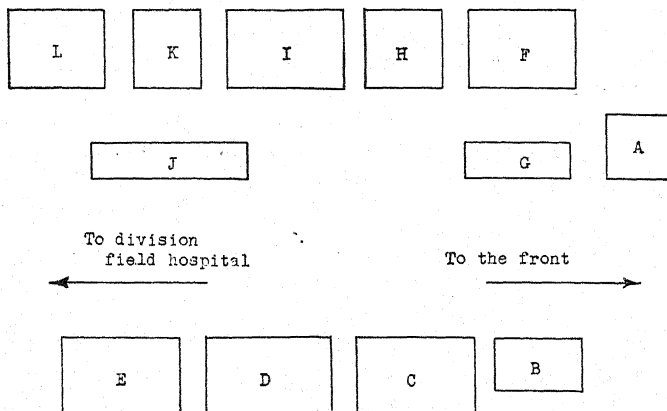 L K I H F
A
J G
To division
field hospital
To the front
E D C B